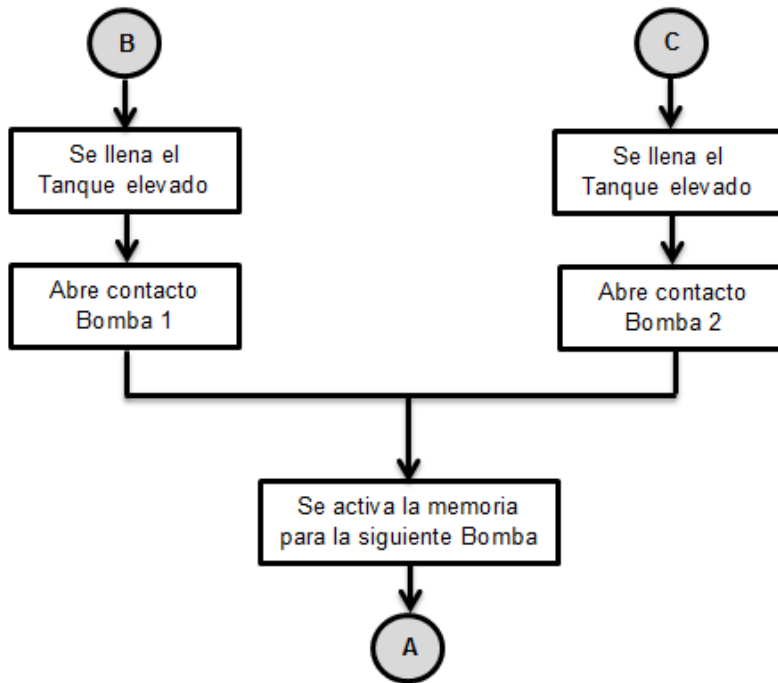 B
C
Se llena el
Tanque elevado
Se llena el
Tanque elevado
Abre contacto
Bomba 1
Abre contacto
Bomba 2
Se activa la memoria
para la siguiente Bomba
A